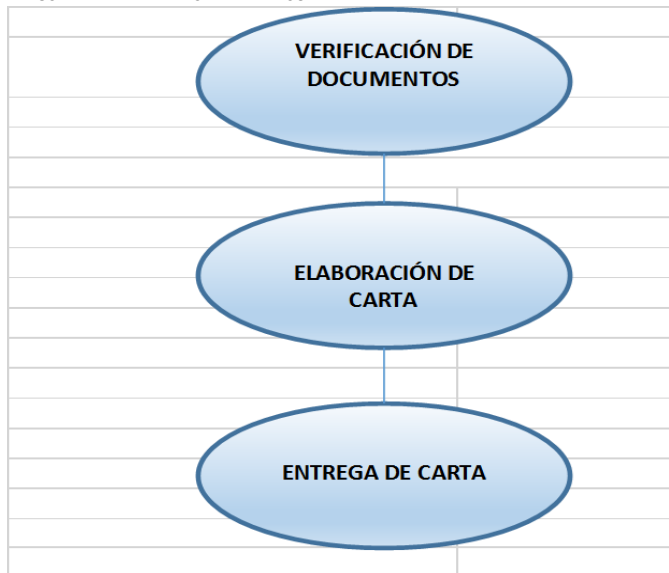 VERIFICACIÓN DE
DOCUMENTOS
ELABORACIÓN DE
CARTA
ENTREGA DE CARTA